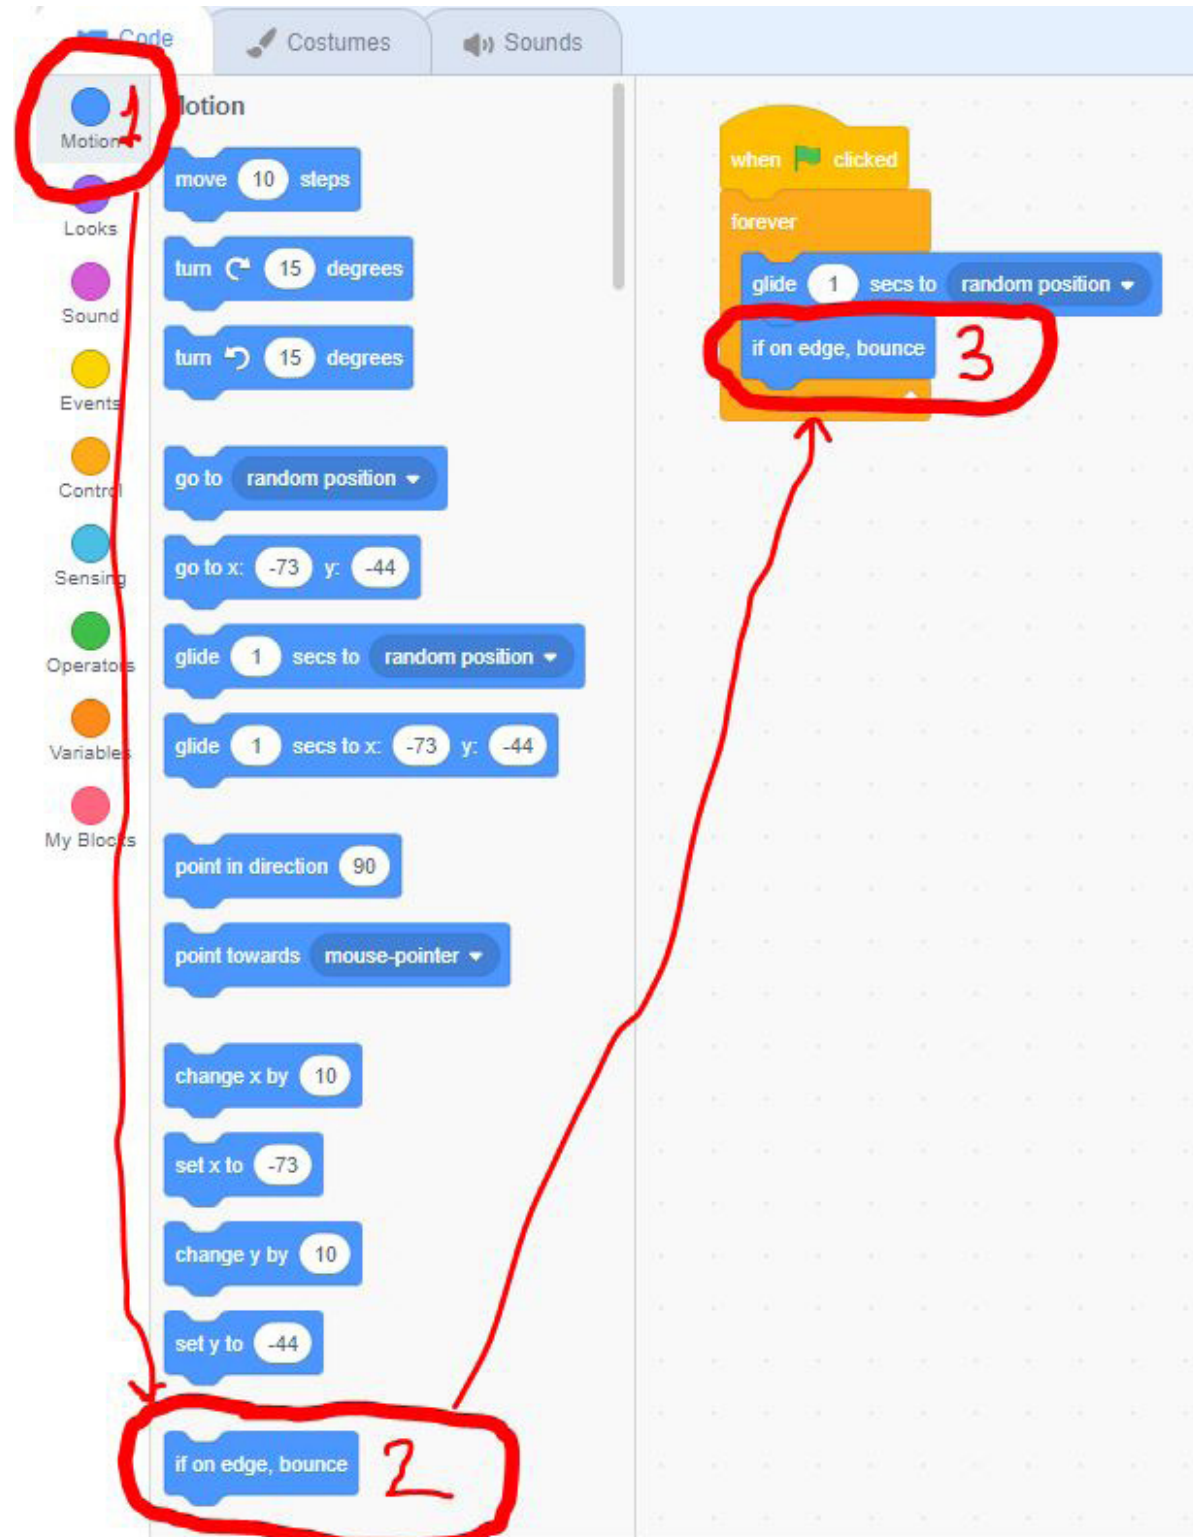 Code Costumes Sounds
Motion 1
Looks
Sound
Events
Control
Sensing
Operators
Variables
My Blocks
Motion
move 10 steps
turn 15 degrees
turn 15 degrees
go to random position
go to x: -73 y: -44
glide 1 secs to random position
glide 1 secs to x: -73 y: -44
point in direction 90
point towards mouse-pointer
change x by 10
set x to -73
change y by 10
set y to -44
if on edge, bounce 2
when clicked
forever
glide 1 secs to random position
if on edge, bounce 3